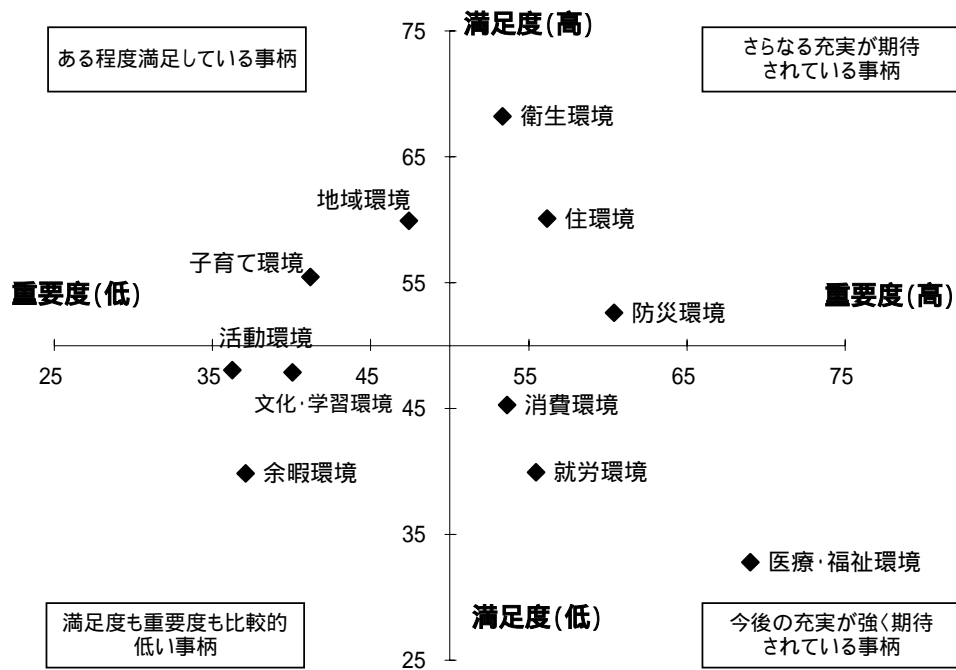 満足度(高)
75
ある程度満足している事柄
さらなる充実が期待
されている事柄
衛生環境
65
地域環境
住環境
子育て環境
55
重要度(低)
重要度(高)
防災環境
活動環境
25
35
45
55
65
75
文化・学習環境
45
消費環境
余暇環境
就労環境
35
医療・福祉環境
満足度も重要度も比較的
低い事柄
満足度(低)
今後の充実が強く期待
されている事柄
25